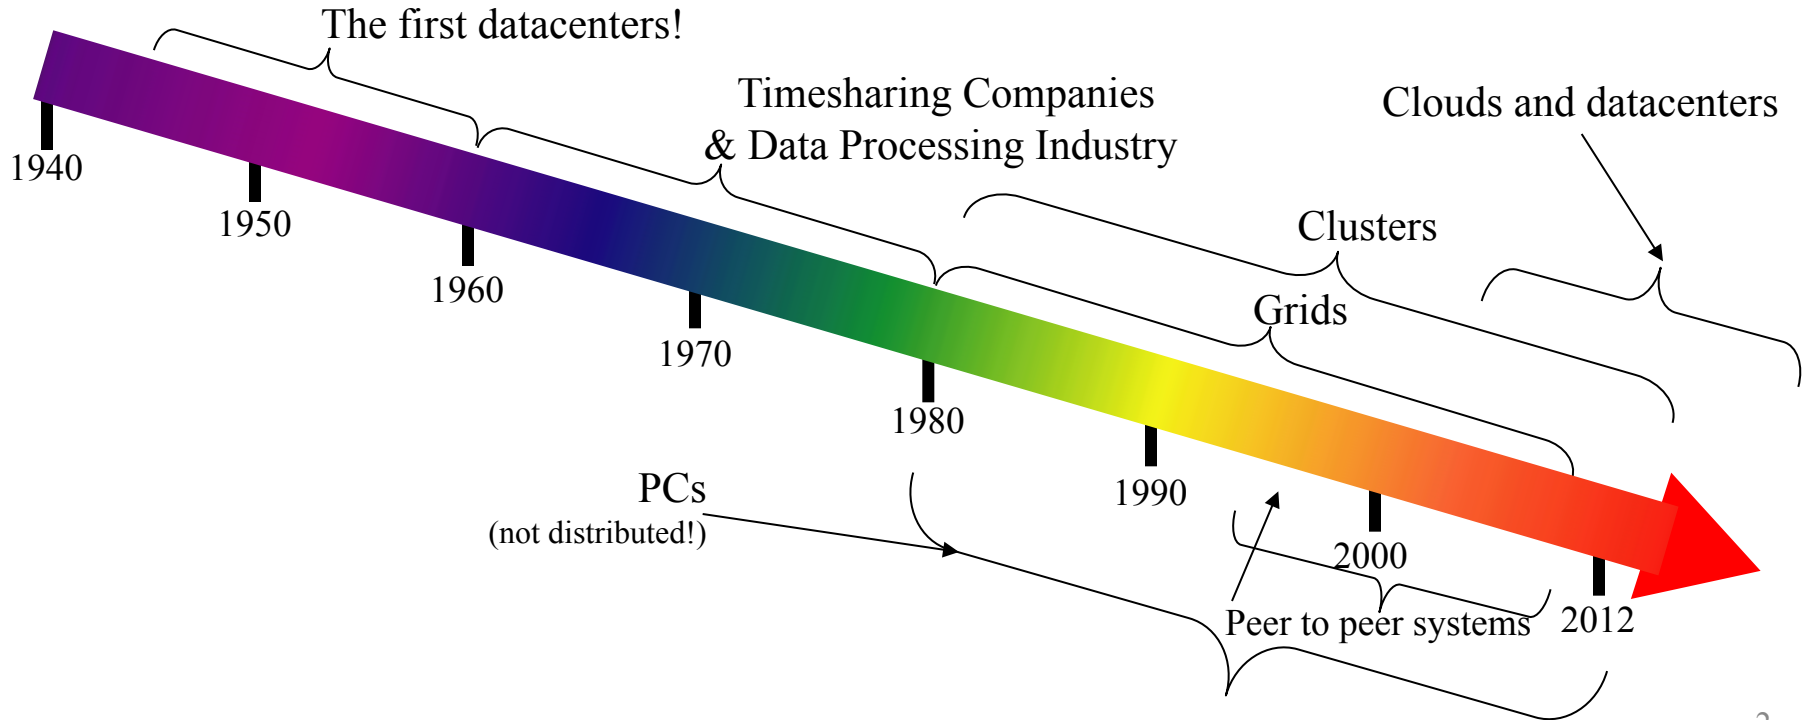 The first datacenters!
Timesharing Companies
& Data Processing Industry
Clouds and datacenters
Clusters
Grids
1940
1950
1960
1970
1980
1990
2000
2012
PCs
(not distributed!)
Peer to peer systems